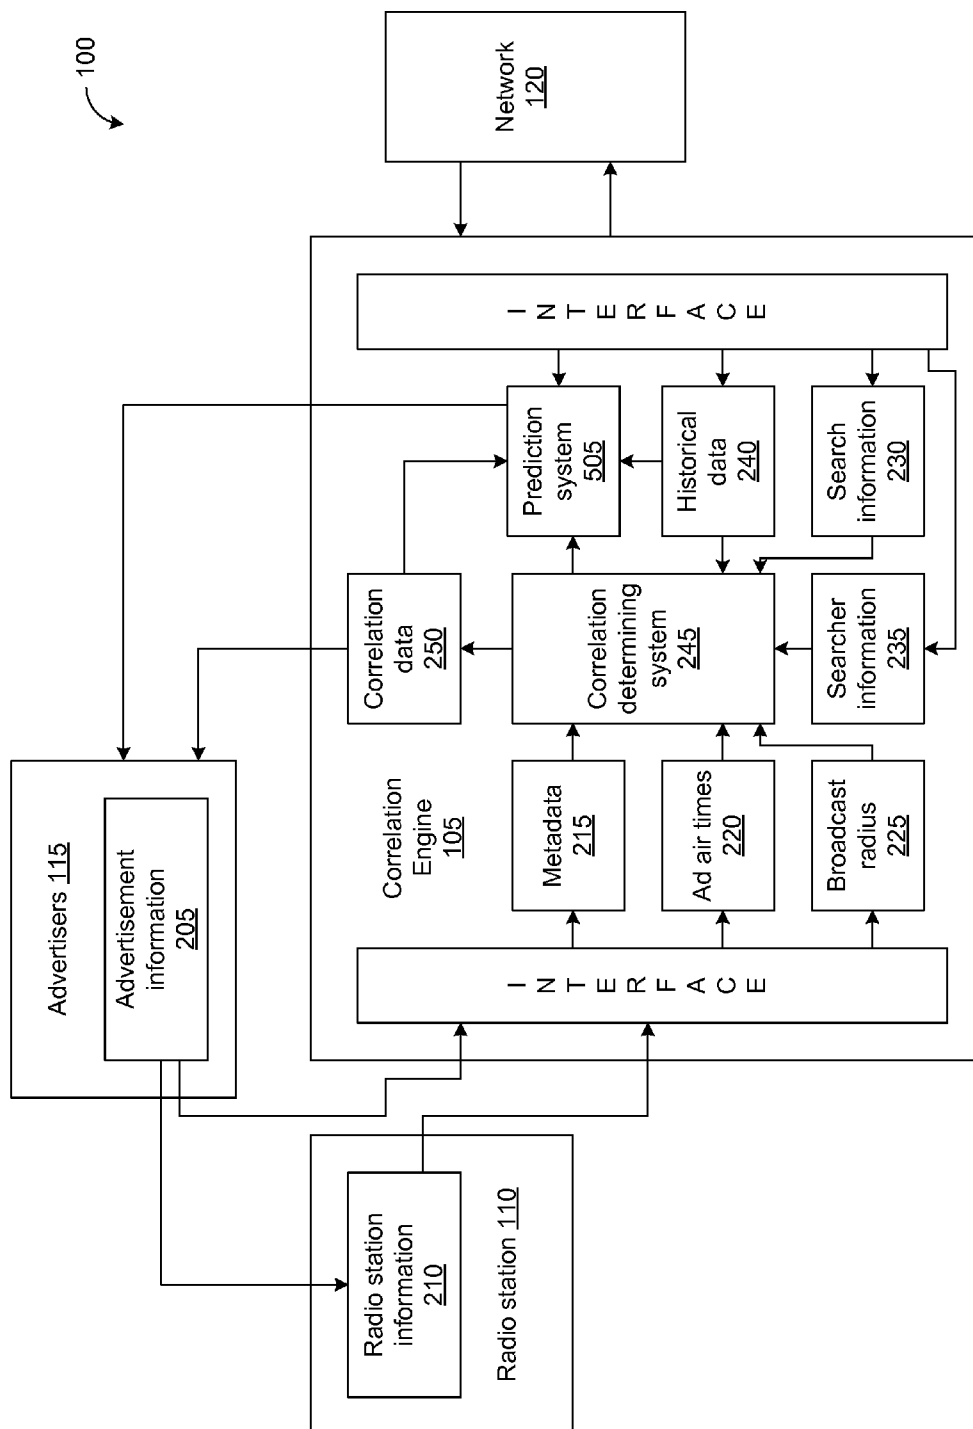 100
Advertisers 115
Advertisement
information
205
Radio station
information
210
Radio station 110
Correlation
Engine
105
INTERFACE
Metadata
215
Ad air times
220
Broadcast
radius
225
Correlation
data
250
Correlation
determining
system
245
Searcher
information
235
Prediction
system
505
Historical
data
240
Search
information
230
INTERFACE
Network
120